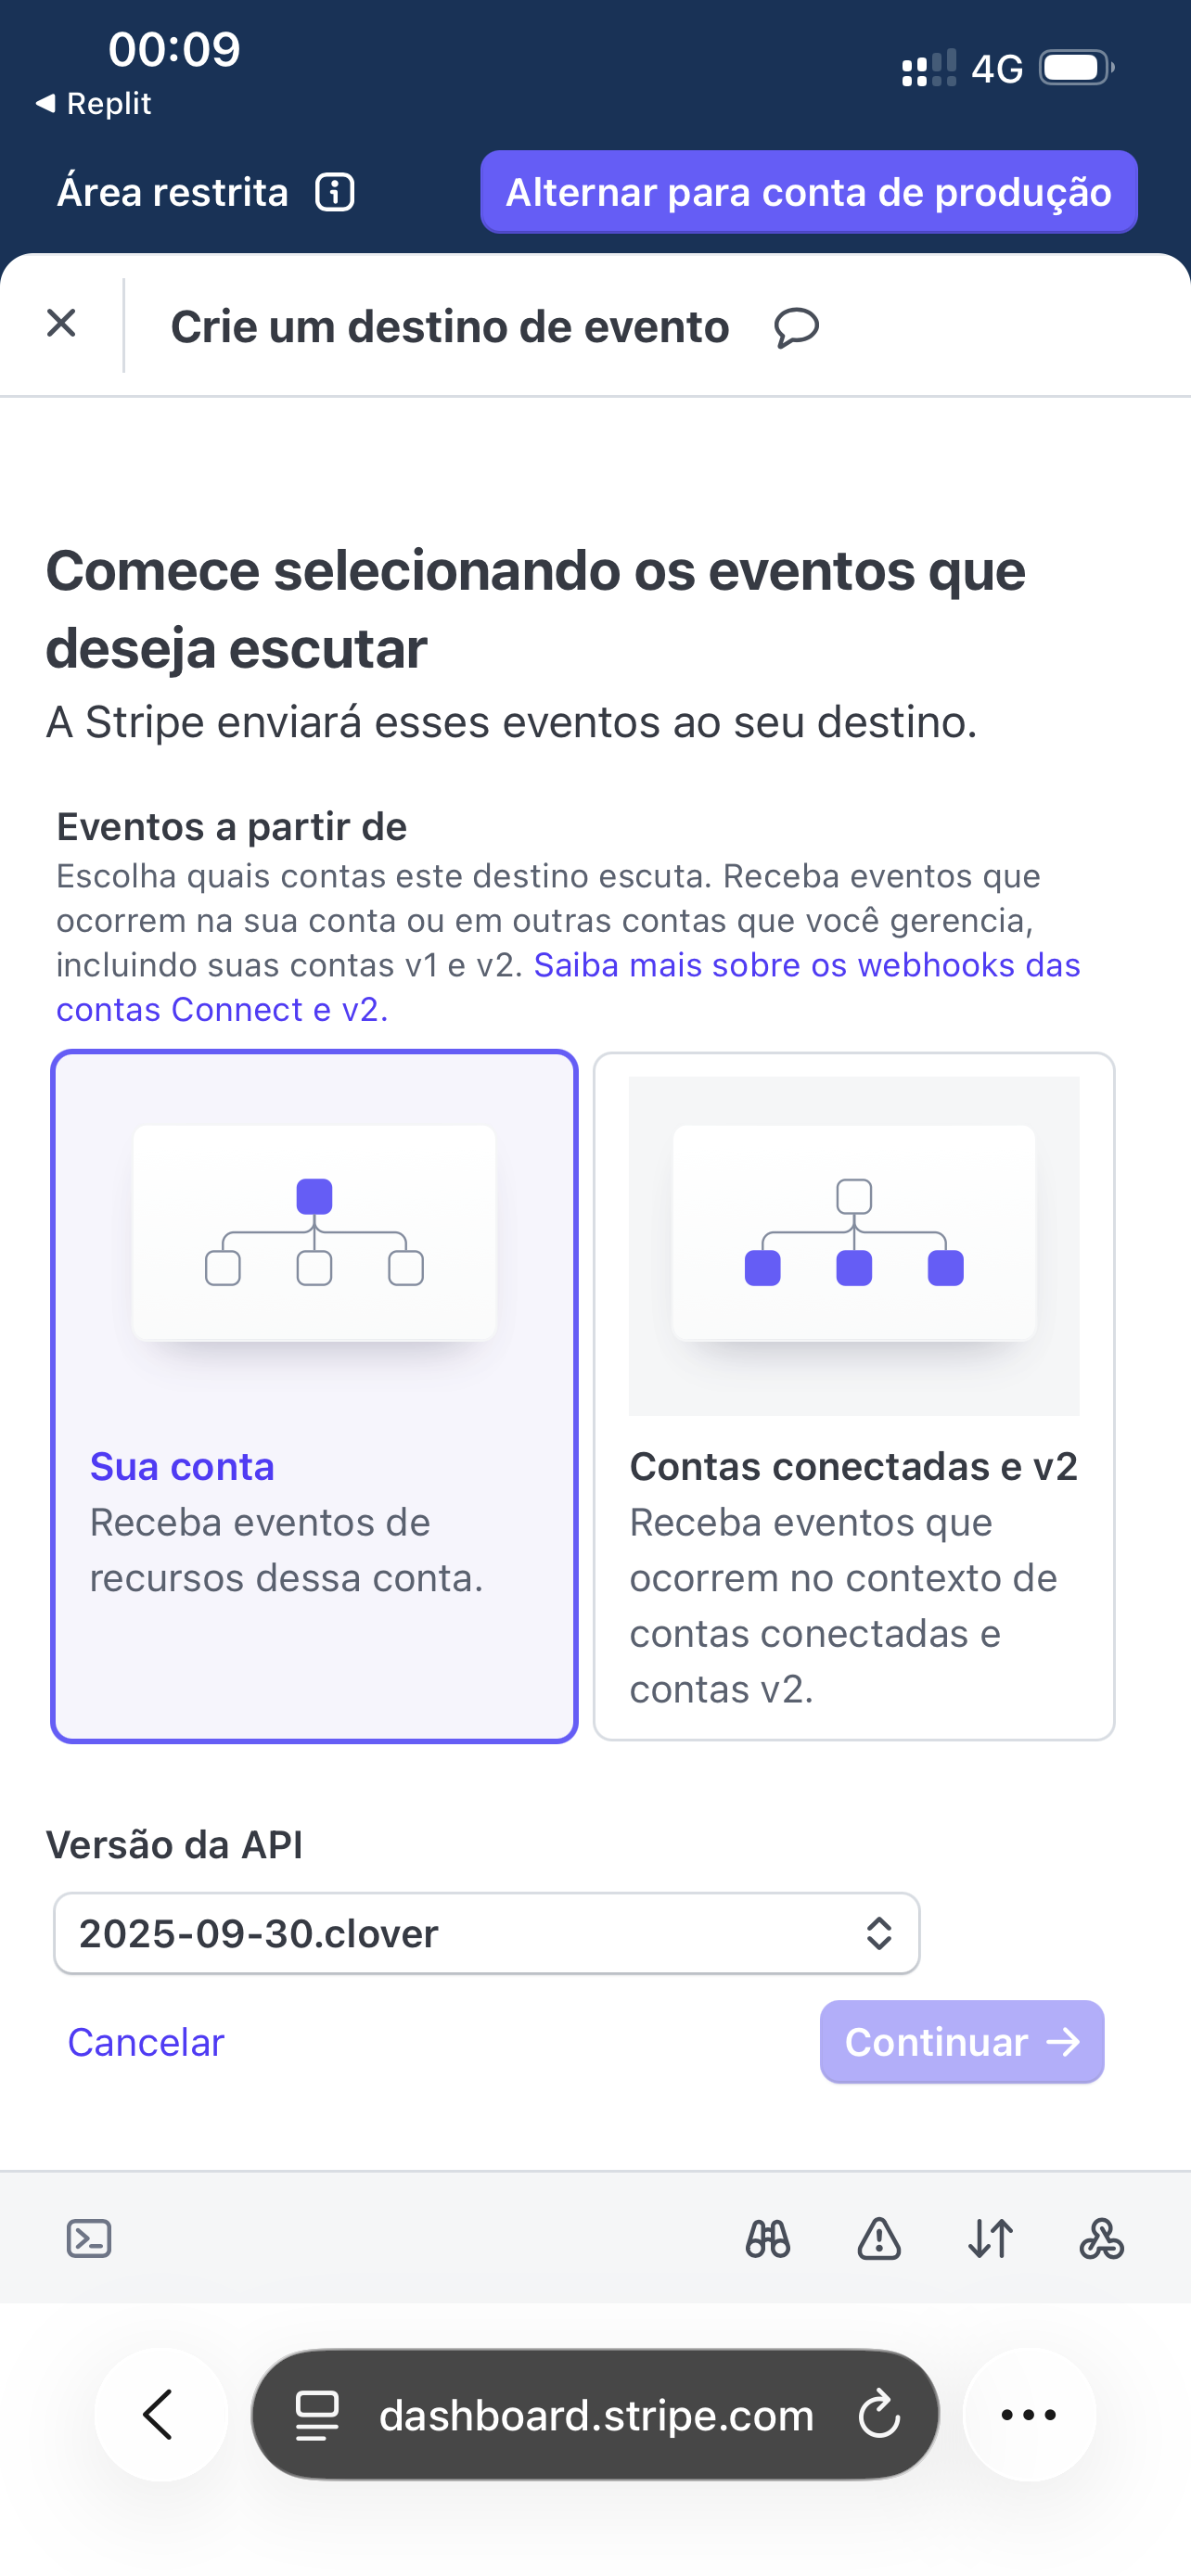 00:09
4G
◀ Replit
Área restrita
Alternar para conta de produção
Crie um destino de evento
Comece selecionando os eventos que
deseja escutar
A Stripe enviará esses eventos ao seu destino.
Eventos a partir de
Escolha quais contas este destino escuta. Receba eventos que
ocorrem na sua conta ou em outras contas que você gerencia,
incluindo suas contas v1 e v2. Saiba mais sobre os webhooks das
contas Connect e v2.
Sua conta
Receba eventos de
recursos dessa conta.
Contas conectadas e v2
Receba eventos que
ocorrem no contexto de
contas conectadas e
contas v2.
Versão da API
2025-09-30.clover
Cancelar
Continuar →
dashboard.stripe.com